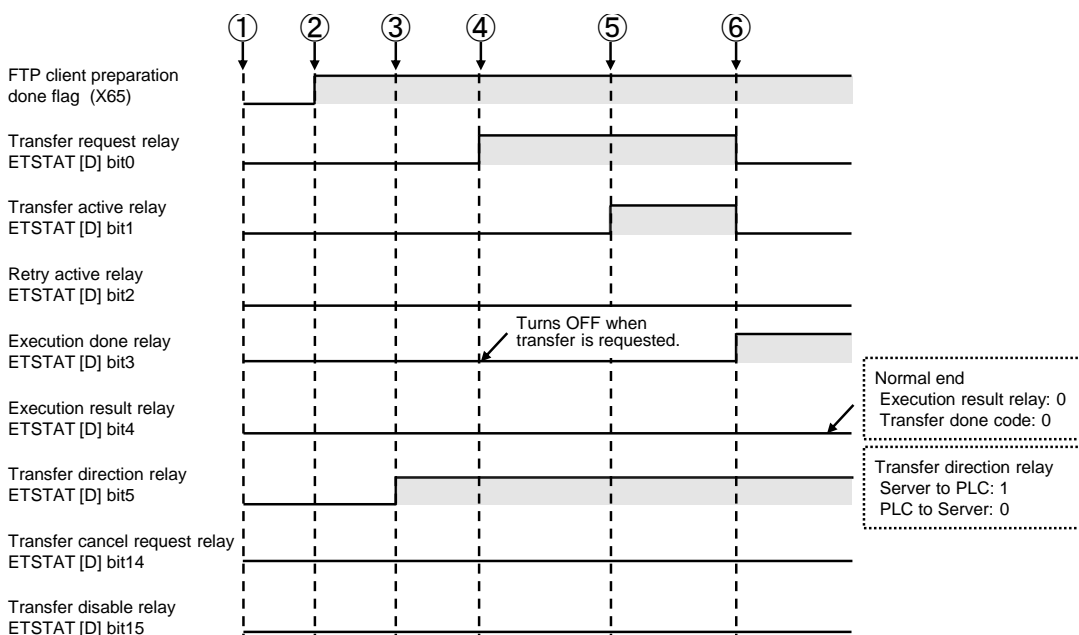 ① ② ③ ④ ⑤ ⑥
FTP client preparation
done flag (X65)
Transfer request relay
ETSTAT [D] bit0
Transfer active relay
ETSTAT [D] bit1
Retry active relay
ETSTAT [D] bit2
Turns OFF when
transfer is requested.
Execution done relay
ETSTAT [D] bit3
Normal end
Execution result relay: 0
Transfer done code: 0
Execution result relay
ETSTAT [D] bit4
Transfer direction relay
Server to PLC: 1
PLC to Server: 0
Transfer direction relay
ETSTAT [D] bit5
Transfer cancel request relay
ETSTAT [D] bit14
Transfer disable relay
ETSTAT [D] bit15